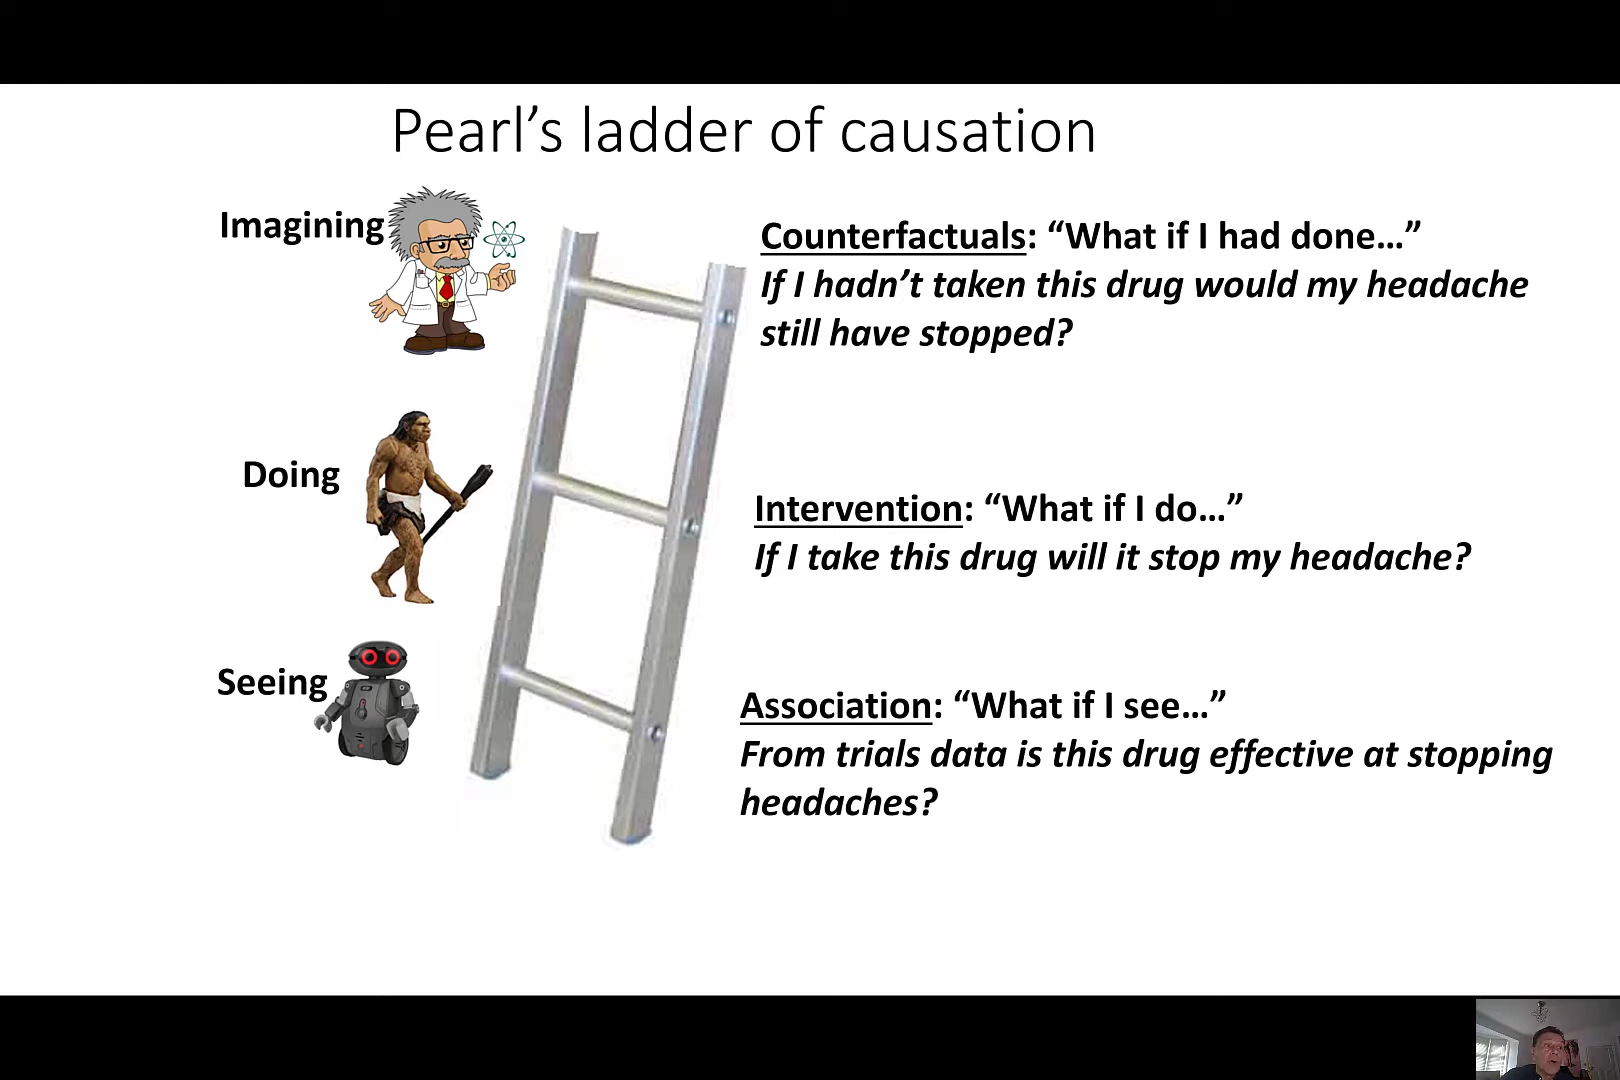 Pearl’s ladder of causation
Imagining
Counterfactuals: “What if I had done…”
If I hadn’t taken this drug would my headache
still have stopped?
Doing
Intervention: “What if I do…”
If I take this drug will it stop my headache?
Seeing
Association: “What if I see…”
From trials data is this drug effective at stopping
headaches?